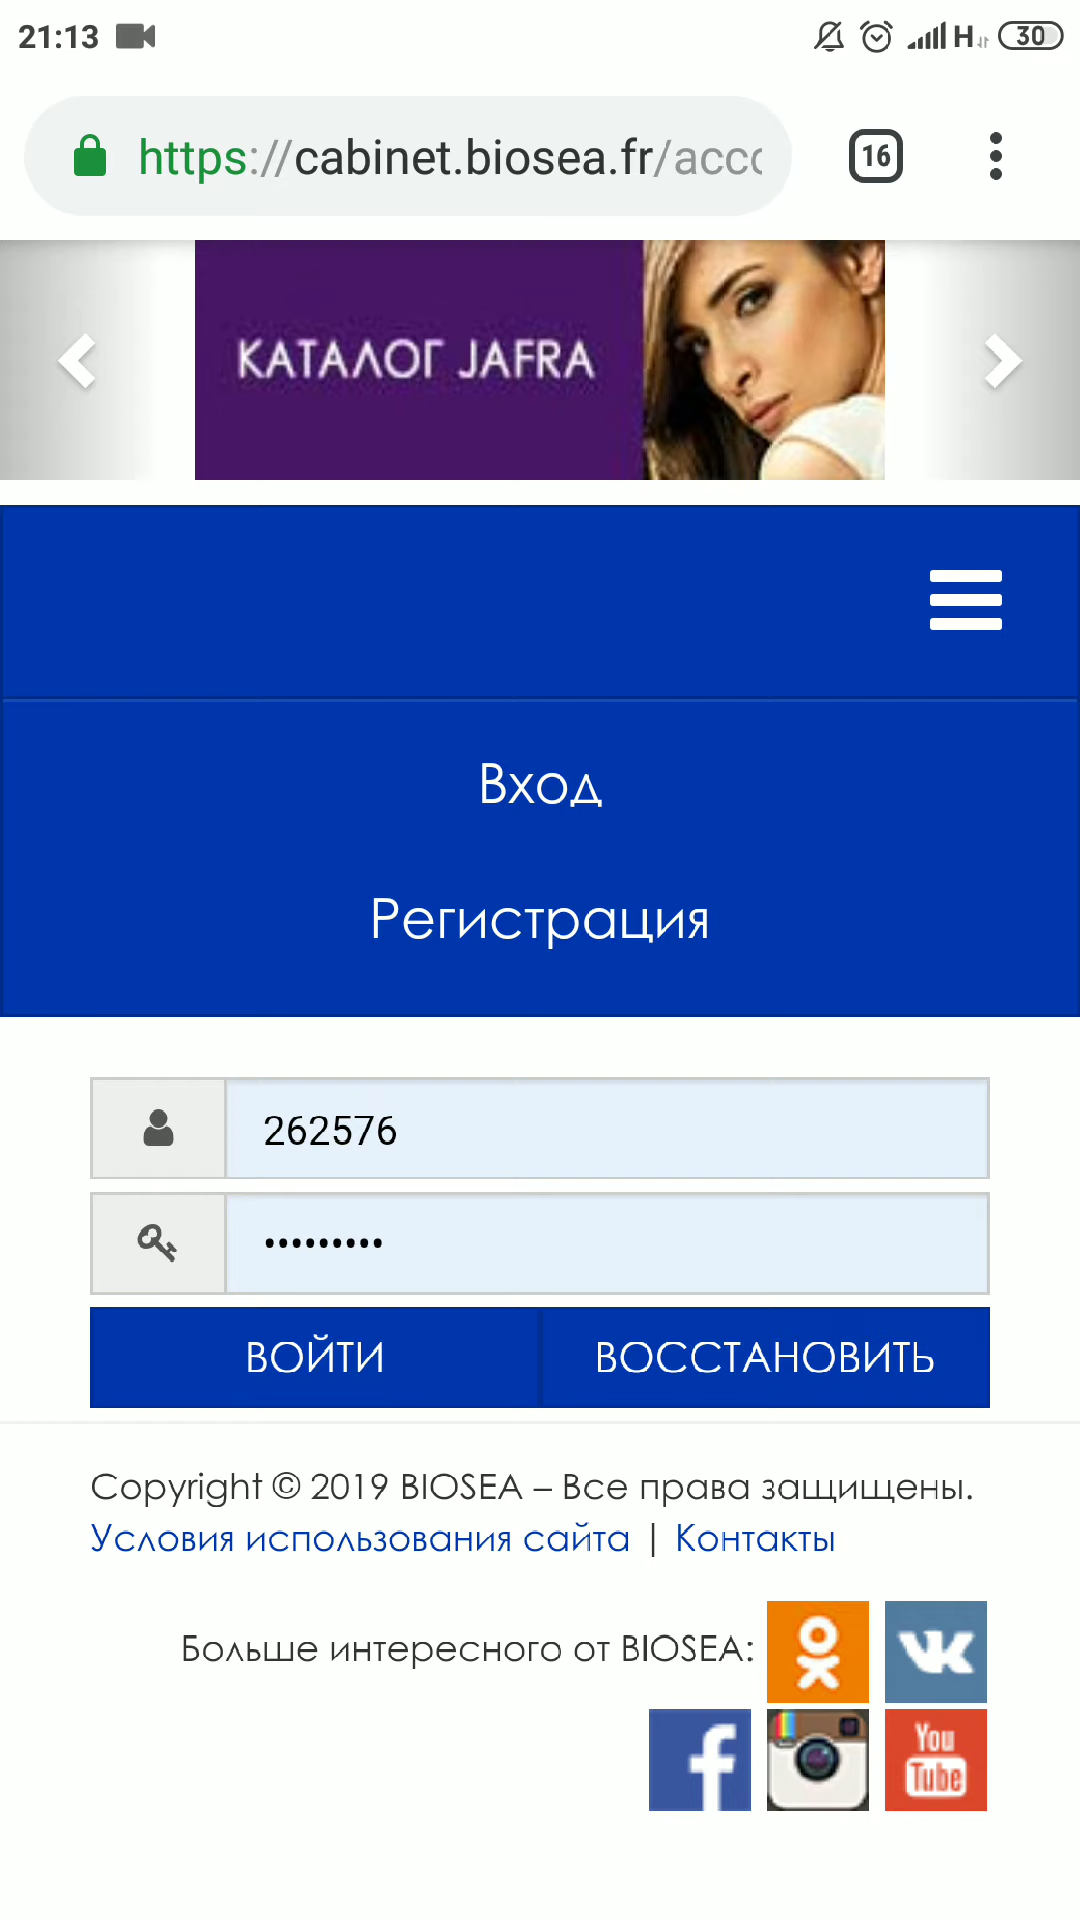 21:13 H 30
https://cabinet.biosea.fr/acco
16
КАТАЛОГ JAFRA
Вход
Регистрация
262576
•••••••••
ВОЙТИ ВОССТАНОВИТЬ
Copyright © 2019 BIOSEA – Все права защищены.
Условия использования сайта | Контакты
Больше интересного от BIOSEA:
You
Tube